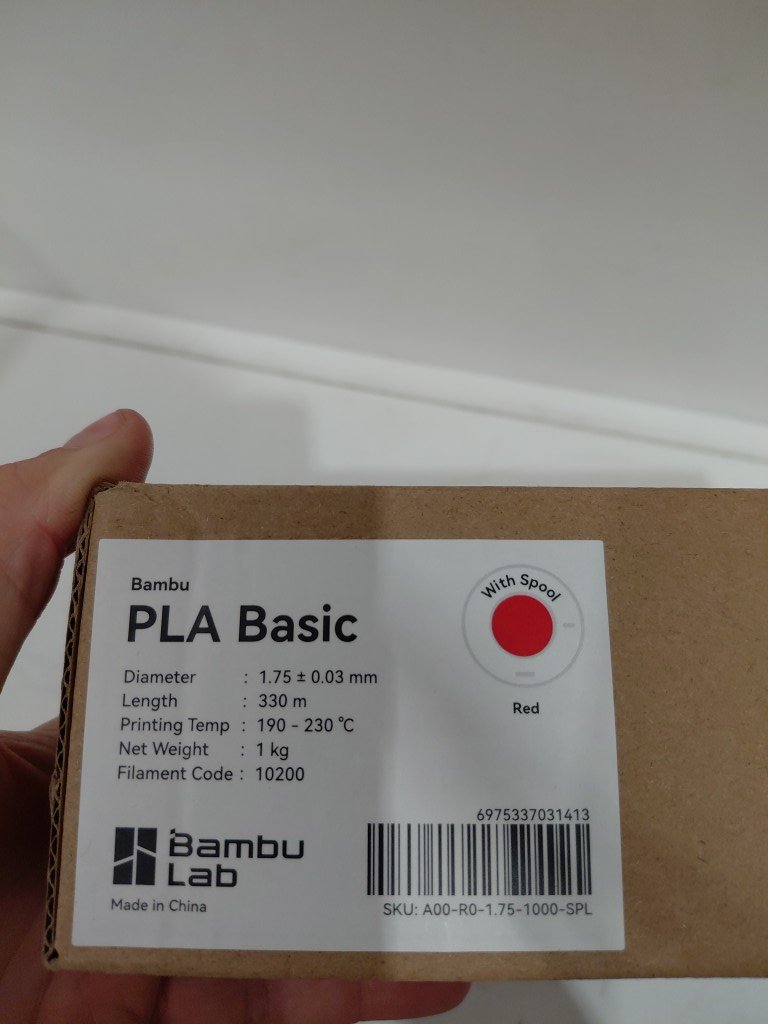 Bambu
PLA Basic
With Spool
Red
Diameter : 1.75 ± 0.03 mm
Length : 330 m
Printing Temp : 190 - 230 ℃
Net Weight : 1 kg
Filament Code : 10200
6975337031413
Bambu
Lab
Made in China
SKU: A00-R0-1.75-1000-SPL